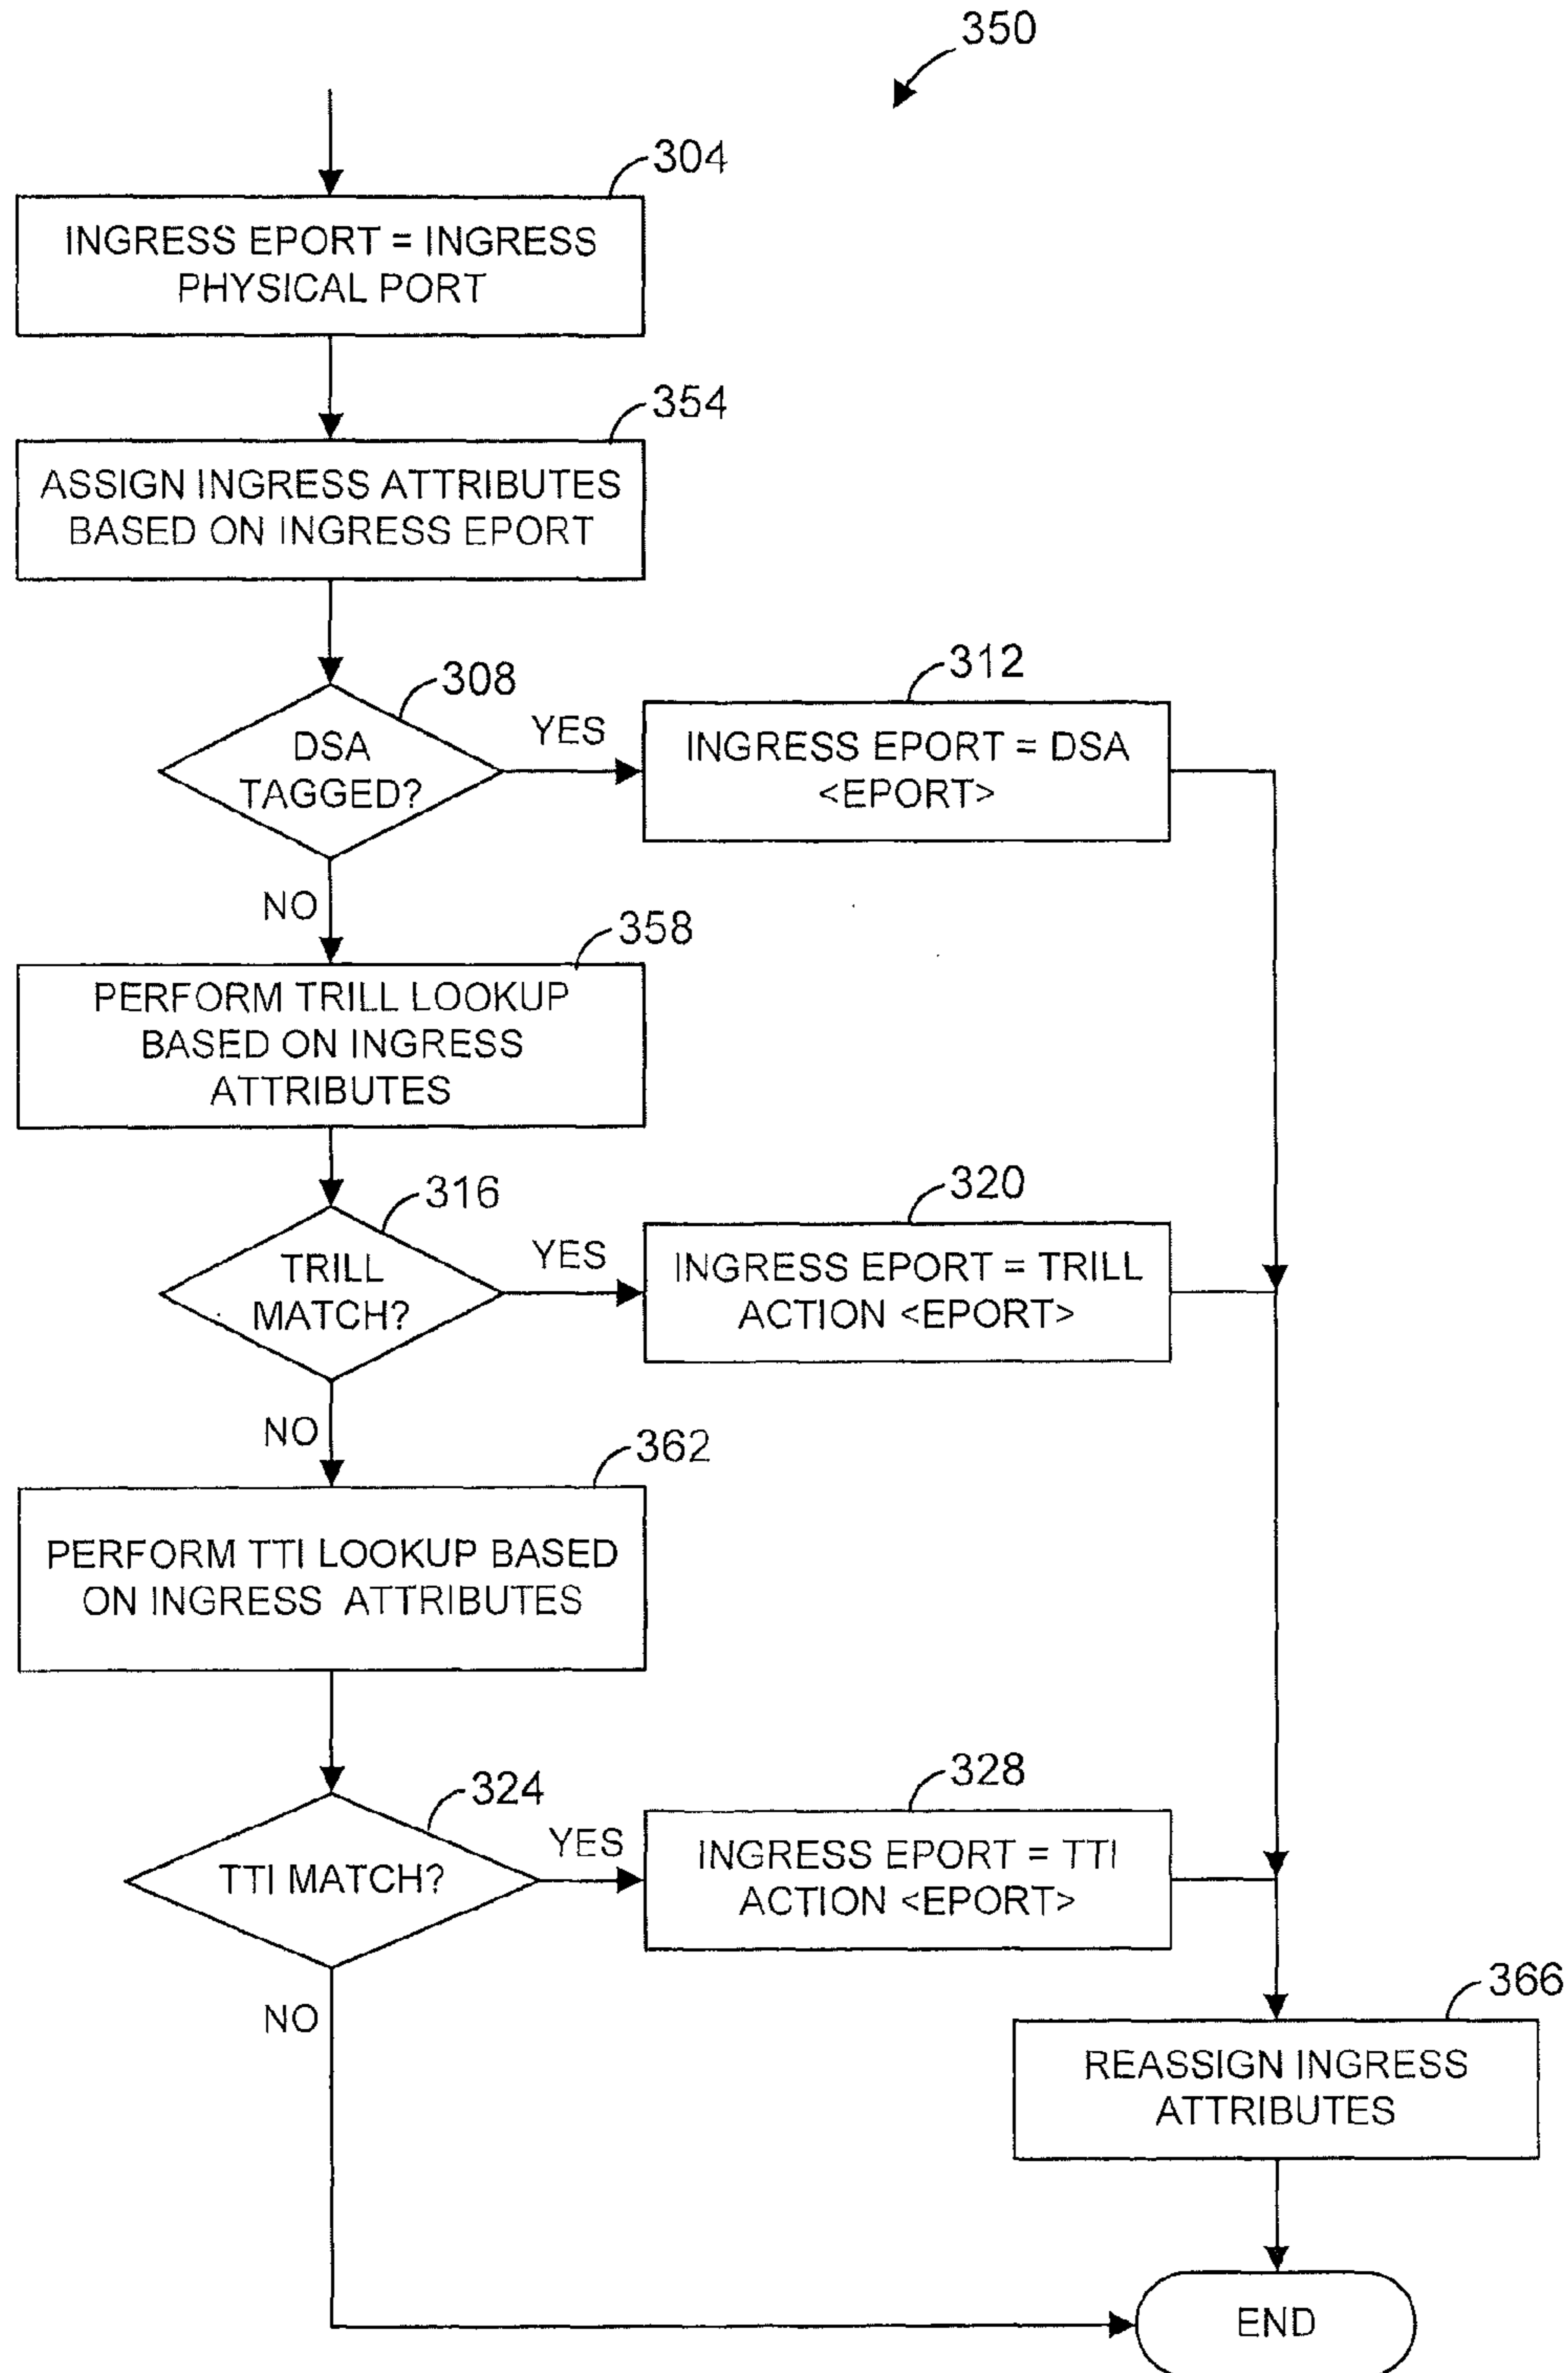 350
304
INGRESS EPORT = INGRESS
PHYSICAL PORT
354
ASSIGN INGRESS ATTRIBUTES
BASED ON INGRESS EPORT
308
DSA
TAGGED?
YES
312
INGRESS EPORT = DSA
<EPORT>
NO
358
PERFORM TRILL LOOKUP
BASED ON INGRESS
ATTRIBUTES
316
TRILL
MATCH?
YES
320
INGRESS EPORT = TRILL
ACTION <EPORT>
NO
362
PERFORM TTI LOOKUP BASED
ON INGRESS ATTRIBUTES
324
TTI MATCH?
YES
328
INGRESS EPORT = TTI
ACTION <EPORT>
NO
366
REASSIGN INGRESS
ATTRIBUTES
END